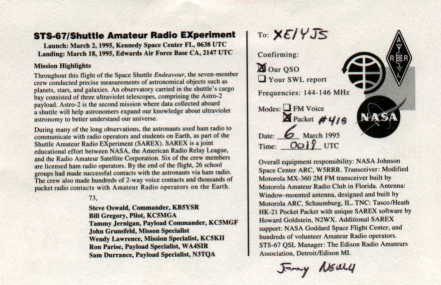 STS-67/Shuttle Amateur Radio EXperiment
Launch: March 2, 1995, Kennedy Space Center FL, 0638 UTC
Landing: March 18, 1995, Edwards Air Force Base CA, 2147 UTC
Mission Highlights
Throughout this flight of the Space Shuttle Endeavour, the seven-member
crew conducted precise measurements of astronomical objects such as
planets, stars, and galaxies. An observatory carried in the shuttle's cargo
bay consisted of three ultraviolet telescopes, comprising the Astro-2
payload. Astro-2 is the second mission where data collected aboard
a shuttle will help astronomers expand our knowledge about ultraviolet
astronomy to better understand our universe.
During many of the long observations, the astronauts used ham radio to
communicate with radio operators and students on Earth, as part of the
Shuttle Amateur Radio EXperiment (SAREX). SAREX is a joint
educational effort between NASA, the American Radio Relay League,
and the Radio Amateur Satellite Corporation. Six of the crew members
are licensed ham radio operators. By the end of the flight, 26 school
groups had made successful contacts with the astronauts via ham radio.
The crew also made hundreds of 2-way voice contacts and thousands of
packet radio contacts with Amateur Radio operators on the Earth.
73,
Steve Oswald, Commander, KB5YSR
Bill Gregory, Pilot, KC5MGA
Tammy Jernigan, Payload Commander, KC5MGF
John Grunsfeld, Mission Specialist
Wendy Lawrence, Mission Specialist, KC5KII
Ron Parise, Payload Specialist, WA4SIR
Sam Durrance, Payload Specialist, N3TQA
To: XE1YJS
Confirming:
Our QSO
Your SWL report
Frequencies: 144-146 MHz
Modes: FM Voice
Packet #418
Date: 6 March 1995
Time: 0019 UTC
ARRL
NASA
Overall equipment responsibility: NASA Johnson
Space Center ARC, W5RRR. Transceiver: Modified
Motorola MX-360 2M FM transceiver built by
Motorola Amateur Radio Club in Florida. Antenna:
Window-mounted antenna, designed and built by
Motorola ARC, Schaumburg, IL. TNC: Tasco/Heath
HK-21 Pocket Packet with unique SAREX software by
Howard Goldstein, N2WX. Additional SAREX
support: NASA Goddard Space Flight Center, and
hundreds of volunteer Amateur Radio operators.
STS-67 QSL Manager: The Edison Radio Amateurs
Association, Detroit/Edison MI.